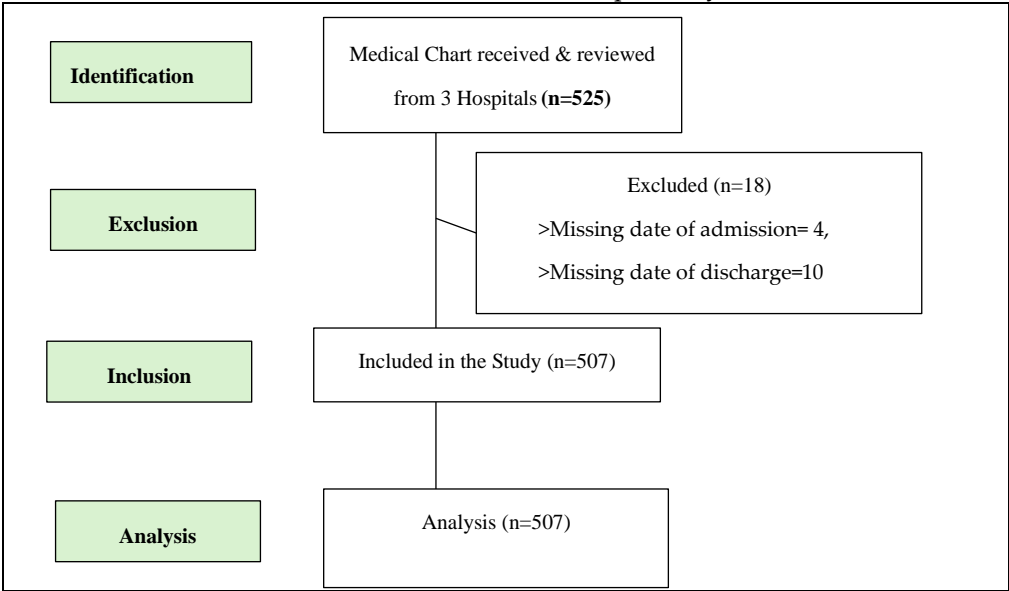 Identification
Medical Chart received & reviewed
from 3 Hospitals (n=525)
Exclusion
Excluded (n=18)
>Missing date of admission= 4,
>Missing date of discharge=10
Inclusion
Included in the Study (n=507)
Analysis
Analysis (n=507)